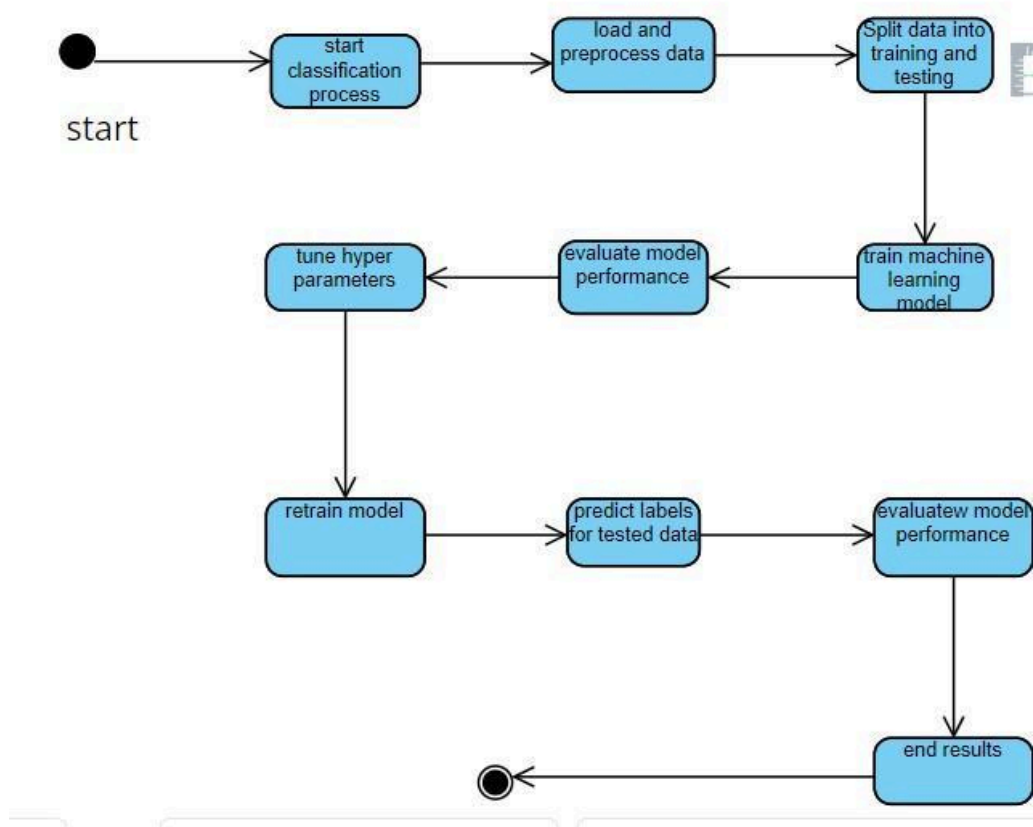 start
classification
process
load and
preprocess data
Split data into
training and
testing
start
tune hyper
parameters
evaluate model
performance
train machine
learning
model
retrain model
predict labels
for tested data
evaluatew model
performance
end results